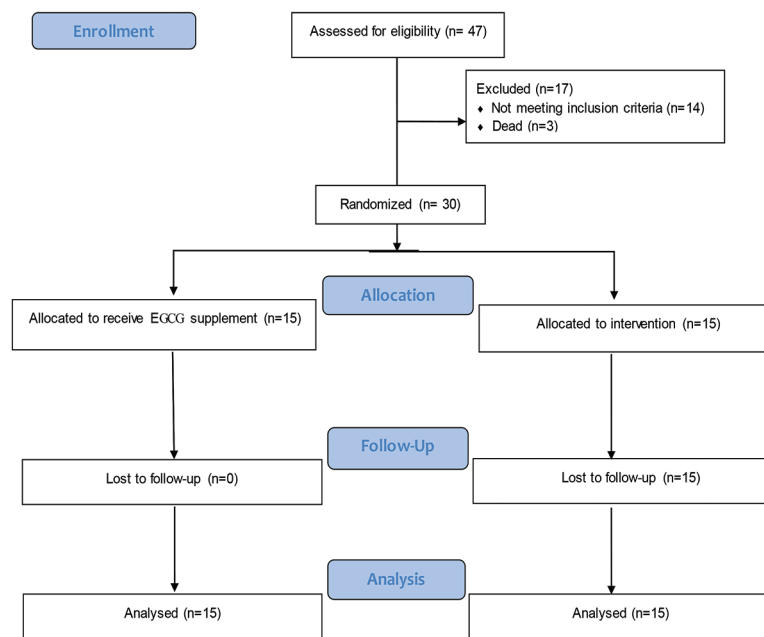 Enrollment
Assessed for eligibility (n= 47)
Excluded (n=17)
♦ Not meeting inclusion criteria (n=14)
♦ Dead (n=3)
Randomized (n= 30)
Allocation
Allocated to receive EGCG supplement (n=15)
Allocated to intervention (n=15)
Follow-Up
Lost to follow-up (n=0)
Lost to follow-up (n=15)
Analysis
Analysed (n=15)
Analysed (n=15)